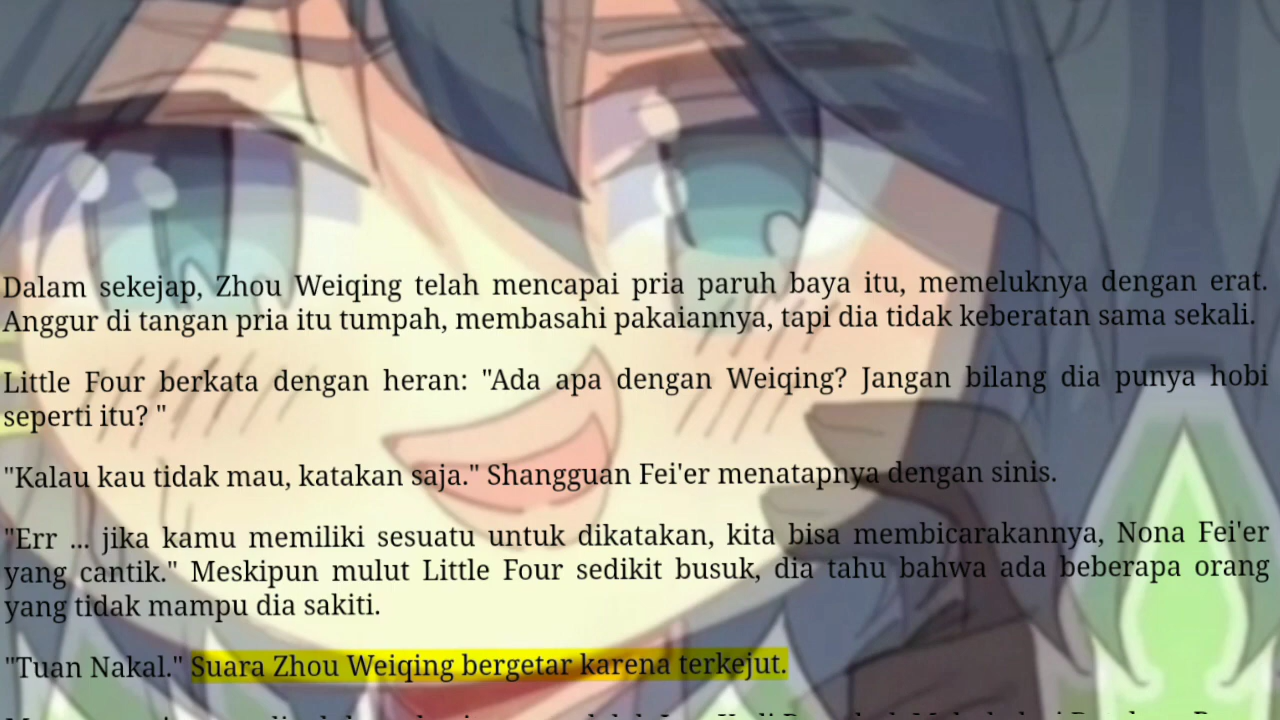 Dalam sekejap, Zhou Weiqing telah mencapai pria paruh baya itu, memeluknya dengan erat.
Anggur di tangan pria itu tumpah, membasahi pakaiannya, tapi dia tidak keberatan sama sekali.
Little Four berkata dengan heran: "Ada apa dengan Weiqing? Jangan bilang dia punya hobi
seperti itu? "
"Kalau kau tidak mau, katakan saja." Shangguan Fei'er menatapnya dengan sinis.
"Err ... jika kamu memiliki sesuatu untuk dikatakan, kita bisa membicarakannya, Nona Fei'er
yang cantik." Meskipun mulut Little Four sedikit busuk, dia tahu bahwa ada beberapa orang
yang tidak mampu dia sakiti.
"Tuan Nakal." Suara Zhou Weiqing bergetar karena terkejut.